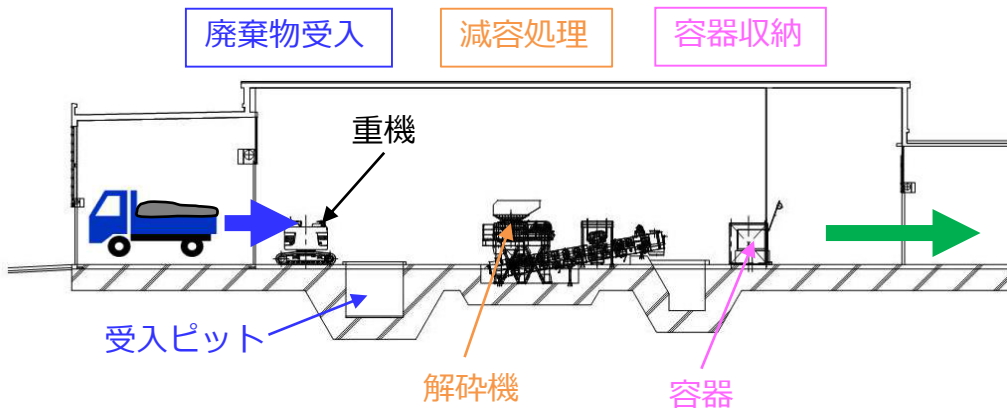 廃棄物受入
減容処理
容器収納
重機
受入ピット
解砕機
容器